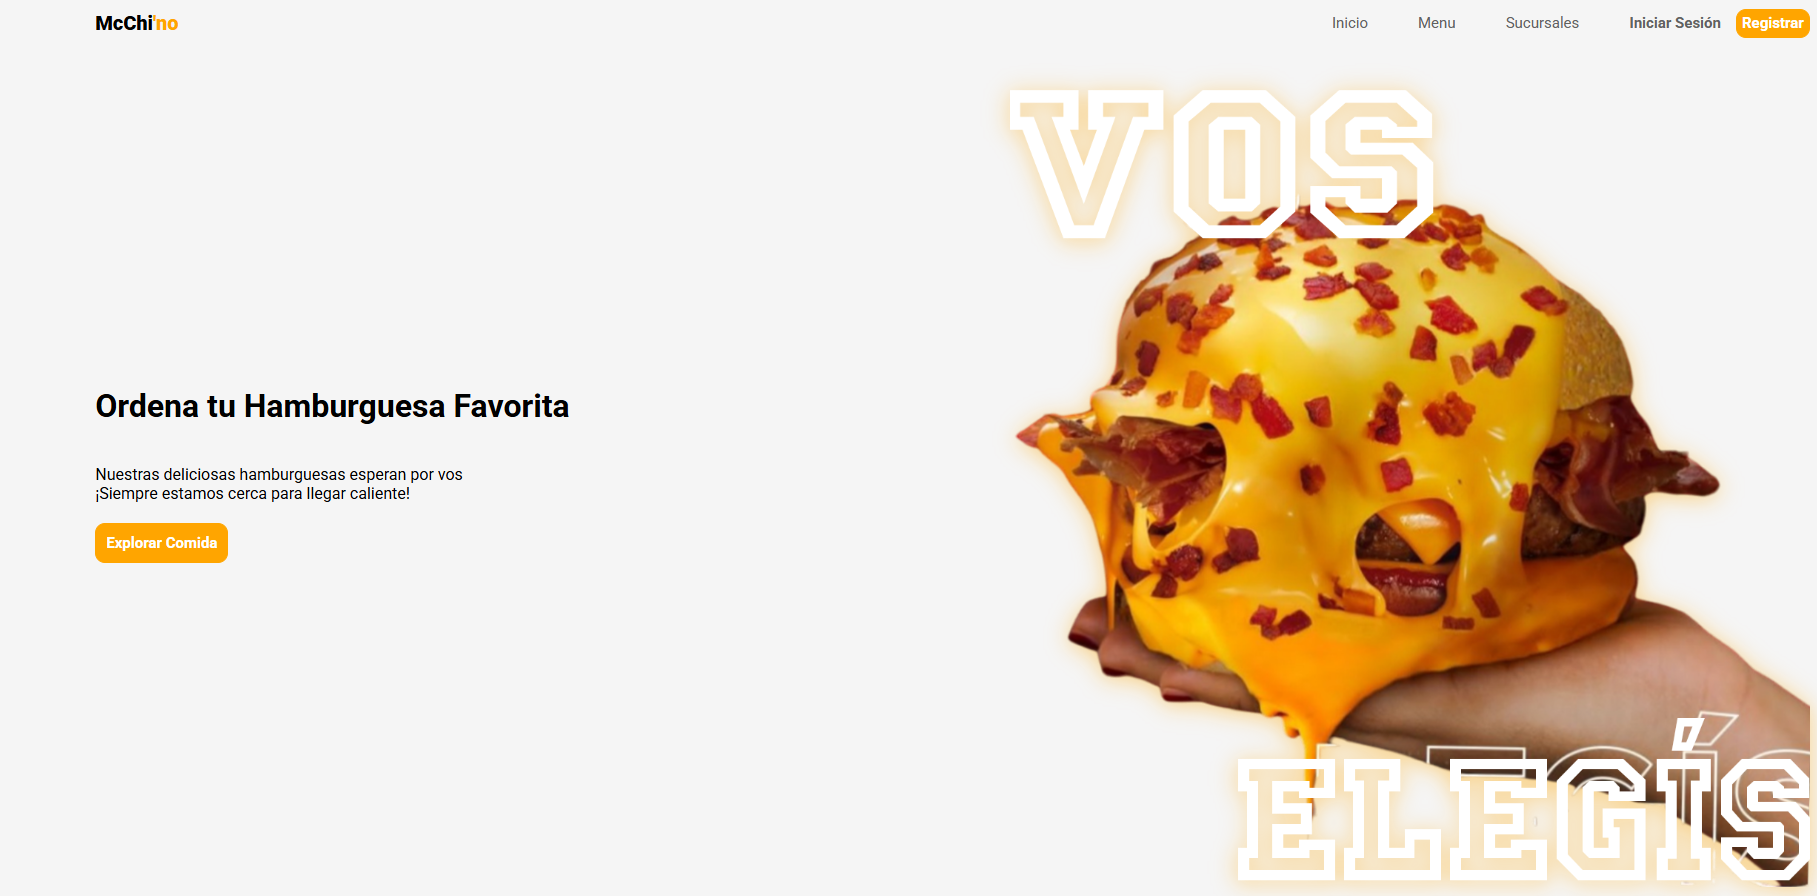 McChi'no
Inicio
Menu
Sucursales
Iniciar Sesión
Registrar
VOS
Ordena tu Hamburguesa Favorita
Nuestras deliciosas hamburguesas esperan por vos
¡Siempre estamos cerca para llegar caliente!
Explorar Comida
ELEGÍS